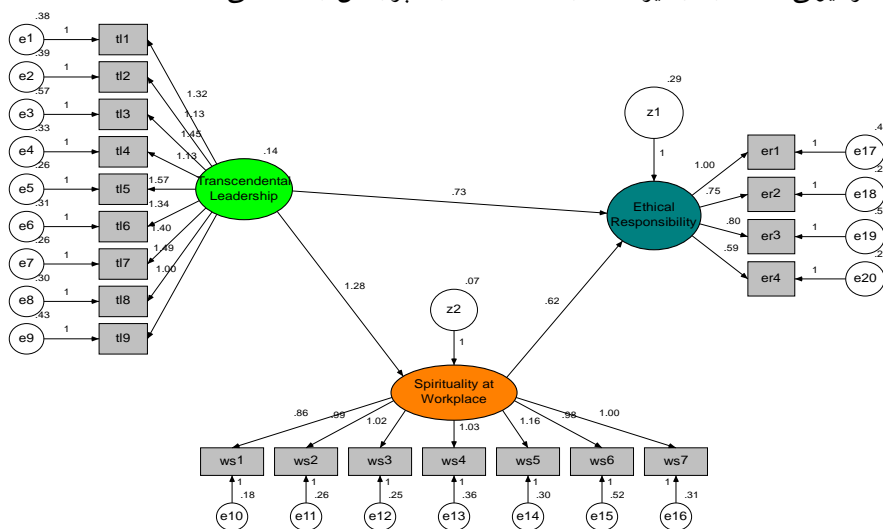 .38
e1
1
tl1
.39
e2
1
tl2
.57
e3
1
tl3
.33
e4
1
tl4
.26
e5
1
tl5
.31
e6
1
tl6
.26
e7
1
tl7
.30
e8
1
tl8
.43
e9
1
tl9
1.32
1.13
1.45
1.13
1.57
1.34
1.40
1.49
1.00
.14
Transcendental
Leadership
.73
1.28
.29
z1
1
Ethical
Responsibility
.62
.07
z2
1
Spirituality at
Workplace
1.00
.75
.80
.59
er1
1
e17
er2
1
e18
er3
1
e19
er4
1
e20
.86
.99
1.02
1.03
1.16
.98
1.00
ws1
ws2
ws3
ws4
ws5
ws6
ws7
1
1
1
1
1
1
1
.18
.26
.25
.36
.30
.52
.31
e10
e11
e12
e13
e14
e15
e16